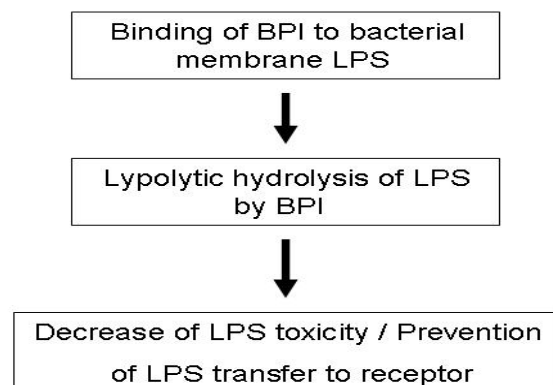 Binding of BPI to bacterial
membrane LPS
Lypolytic hydrolysis of LPS
by BPI
Decrease of LPS toxicity / Prevention
of LPS transfer to receptor